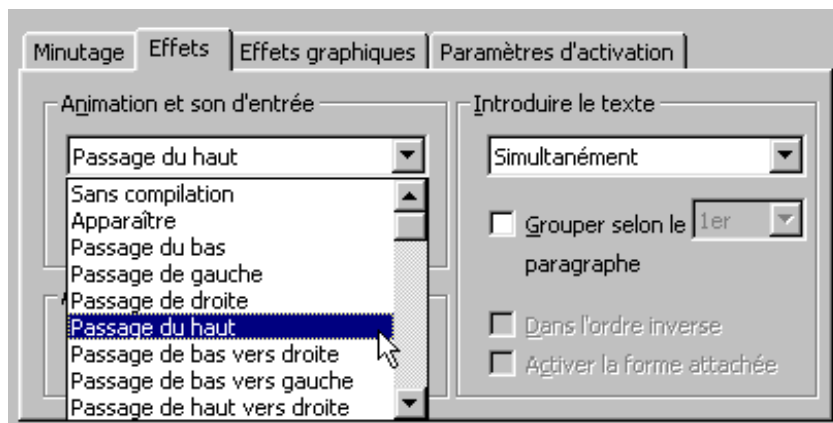 Minutage Effets Effets graphiques Paramètres d'activation
Animation et son d'entrée
Passage du haut
Sans compilation
Apparaître
Passage du bas
Passage de gauche
Passage de droite
Passage du haut
Passage de bas vers droite
Passage de bas vers gauche
Passage de haut vers droite
Introduire le texte
Simultanément
Grouper selon le 1er
paragraphe
Dans l'ordre inverse
Activer la forme attachée